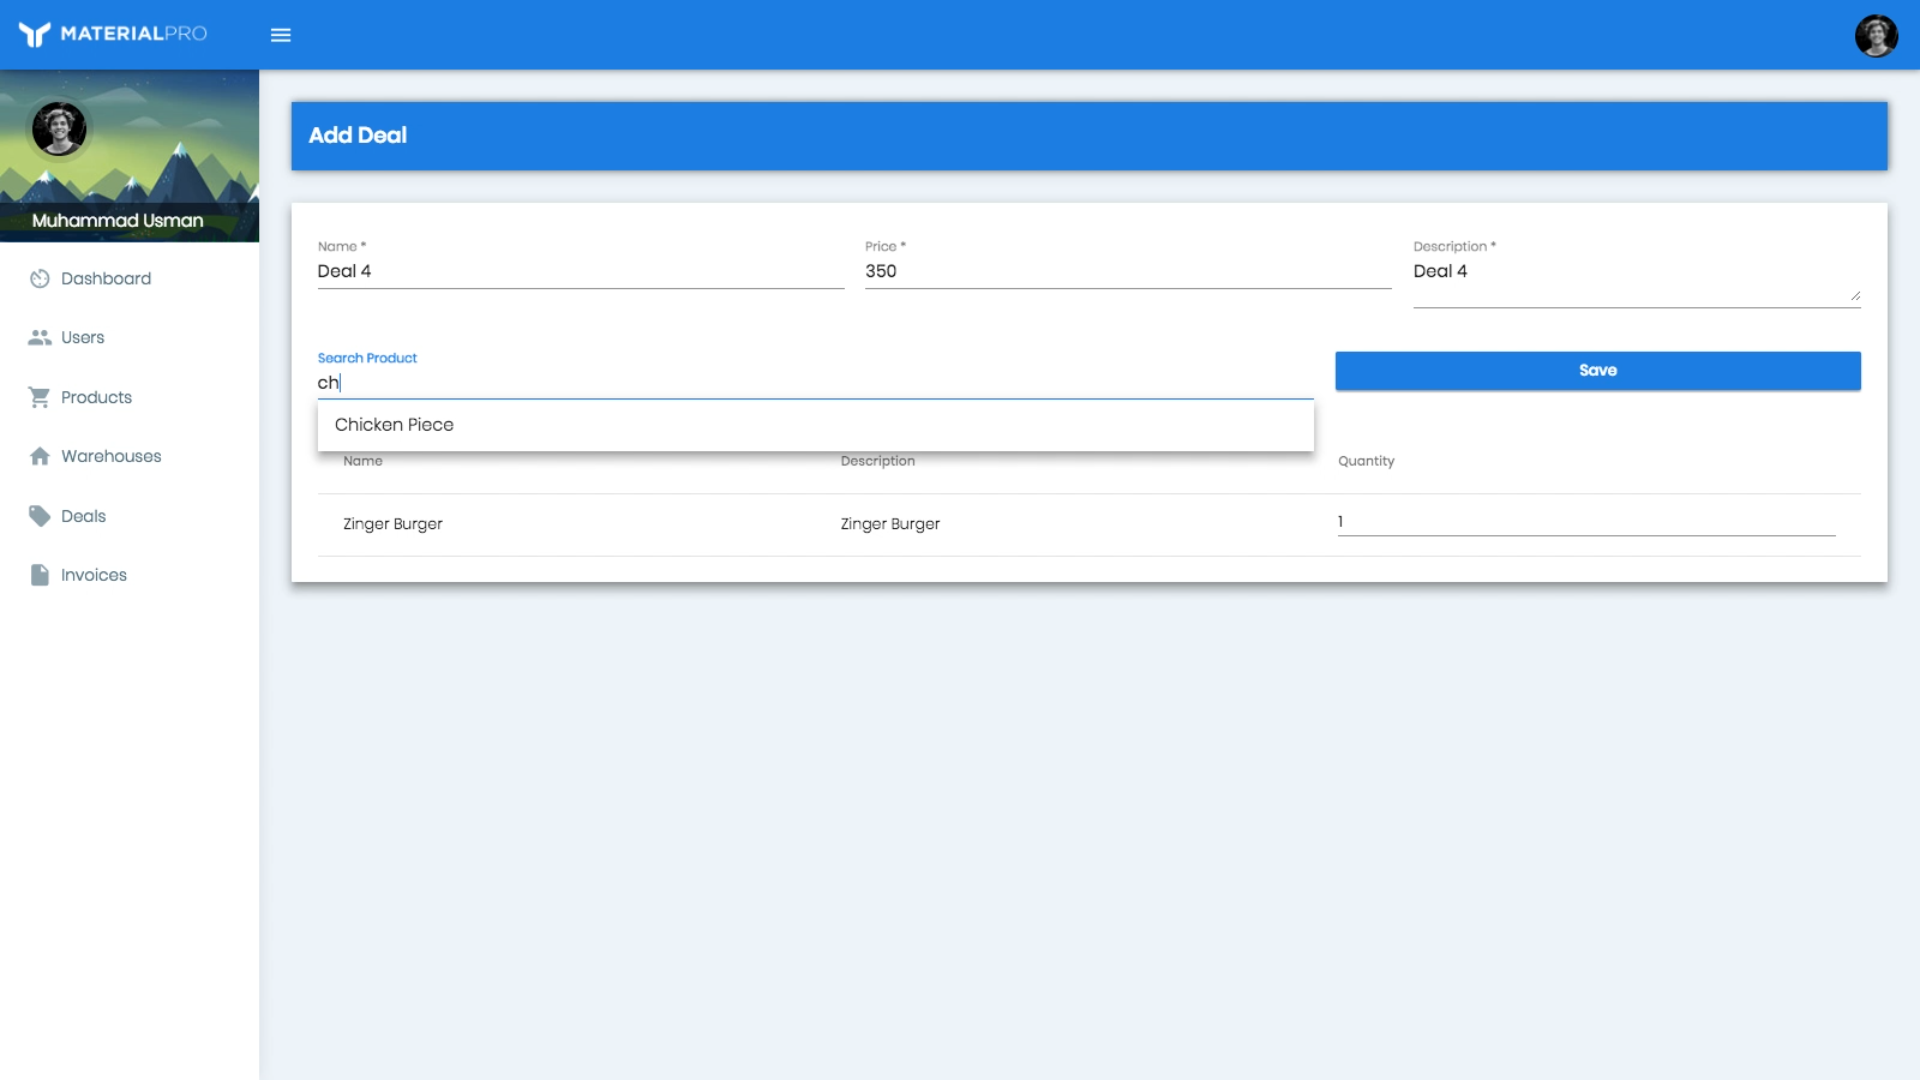 MATERIALPRO
Muhammad Usman
Dashboard
Users
Products
Warehouses
Deals
Invoices
Add Deal
Name *
Deal 4
Price *
350
Description *
Deal 4
Search Product
ch
Save
Chicken Piece
Name Description Quantity
Zinger Burger Zinger Burger 1